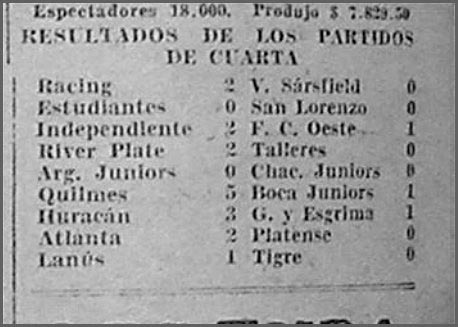 Espectadores 18.000. Produjo $ 7.829.50
RESULTADOS DE LOS PARTIDOS
DE CUARTA
Racing 2 V. Sársfield 0
Estudiantes 0 San Lorenzo 0
Independiente 2 F. C. Oeste 1
River Plate 2 Talleres 0
Arg. Juniors 0 Chac. Juniors 0
Quilmes 5 Boca Juniors 1
Huracán 3 G. y Esgrima 1
Atlanta 2 Platense 0
Lanús 1 Tigre 0